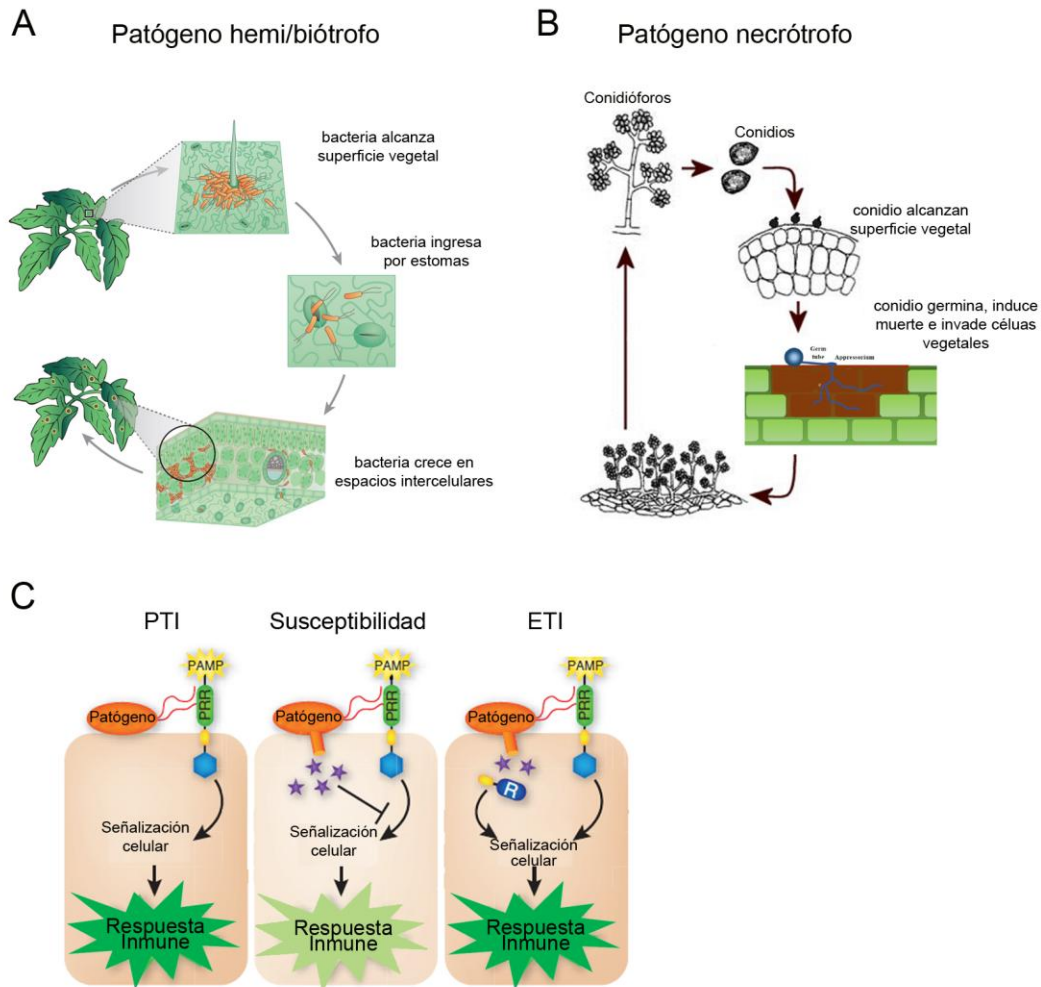 A
Patógeno hemi/biótrofo
bacteria alcanza
superficie vegetal
bacteria ingresa
por estomas
bacteria crece en
espacios intercelulares
B
Patógeno necrótrofo
Conidióforos
Conidios
conidio alcanzan
superficie vegetal
conidio germina, induce
muerte e invade céluas
vegetales
Germ
tube
Appressorium
C
PTI
PAMP
PRR
Patógeno
Señalización
celular
Respuesta
Inmune
Susceptibilidad
PAMP
PRR
Patógeno
Señalización
celular
Respuesta
Inmune
ETI
PAMP
PRR
Patógeno
R
Señalización
celular
Respuesta
Inmune